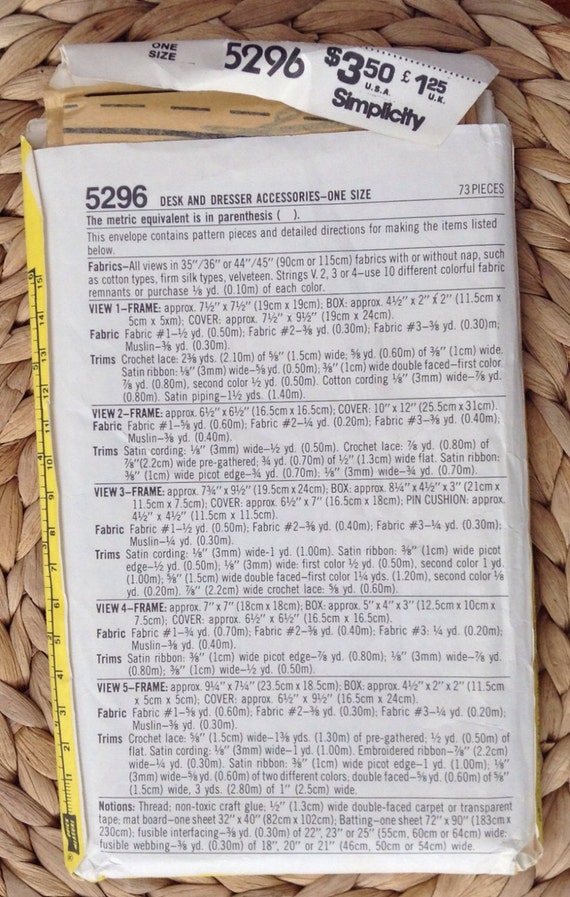 ONE
SIZE
5296 $3.50 £1.25
U.S.A. U.K.
Simplicity
5296 DESK AND DRESSER ACCESSORIES–ONE SIZE 73 PIECES
The metric equivalent is in parenthesis ( ).
This envelope contains pattern pieces and detailed directions for making the items listed
below.
Fabrics–All views in 35"/36" or 44"/45" (90cm or 115cm) fabrics with or without nap, such
as cotton types, firm silk types, velveteen. Strings V. 2, 3 or 4–use 10 different colorful fabric
remnants or purchase ⅛ yd. (0.10m) of each color.
VIEW 1–FRAME: approx. 7½" x 7½" (19cm x 19cm); BOX: approx. 4½" x 2" x 2" (11.5cm x
5cm x 5xm); COVER: approx. 7½" x 9½" (19cm x 24cm).
Fabric Fabric #1–½ yd. (0.50m); Fabric #2–⅜ yd. (0.30m); Fabric #3–⅜ yd. (0.30)m;
Muslin–⅜ yd. (0.30m).
Trims Crochet lace: 2⅜ yds. (2.10m) of ⅝" (1.5cm) wide; ⅝ yd. (0.60m) of ⅜" (1cm) wide.
Satin ribbon: ⅛" (3mm) wide–⅝ yd. (0.50m); ⅜" (1cm) wide double faced–first color
⅞ yd. (0.80m), second color ½ yd. (0.50m). Cotton cording ⅛" (3mm) wide–⅞ yd.
(0.80m). Satin piping–1½ yds. (1.40m).
VIEW 2–FRAME: approx. 6½" x 6½" (16.5cm x 16.5cm); COVER: 10" x 12" (25.5cm x 31cm).
Fabric Fabric #1–⅝ yd. (0.60m); Fabric #2–¼ yd. (0.20m); Fabric #3–⅜ yd. (0.40m);
Muslin–⅜ yd. (0.40m).
Trims Satin cording: ⅛" (3mm) wide–½ yd. (0.50m). Crochet lace: ⅞ yd. (0.80m) of
⅞"(2.2cm) wide pre-gathered; ¾ yd. (0.70m) of ½" (1.3cm) wide flat. Satin ribbon:
⅜" (1cm) wide picot edge–¾ yd. (0.70m); ⅛" (3mm) wide–¾ yd. (0.70m).
VIEW 3–FRAME: approx. 7¾" x 9½" (19.5cm x 24cm); BOX: approx. 8¼" x 4½" x 3" (21cm x
11.5cm x 7.5cm); COVER: approx. 6½" x 7" (16.5cm x 18cm); PIN CUSHION: approx.
4½" x 4½" (11.5cm x 11.5cm).
Fabric Fabric #1–½ yd. (0.50m); Fabric #2–⅜ yd. (0.40m); Fabric #3–¼ yd. (0.30m);
Muslin–¼ yd. (0.30m).
Trims Satin cording: ⅛" (3mm) wide-1 yd. (1.00m). Satin ribbon: ⅜" (1cm) wide picot
edge–½ yd. (0.50m); ⅛" (3mm) wide: first color ½ yd. (0.50m), second color 1 yd.
(1.00m); ⅝" (1.5cm) wide double faced–first color 1¼ yds. (1.20m), second color ⅛
yd. (0.20m). ⅞" (2.2cm) wide crochet lace: ⅝ yd. (0.60m).
VIEW 4–FRAME: approx. 7" x 7" (18cm x 18cm); BOX: approx. 5" x 4" x 3" (12.5cm x 10cm x
7.5cm); COVER: approx. 6½" x 6½" (16.5cm x 16.5cm).
Fabric Fabric #1–¾ yd. (0.70m); Fabric #2–⅜ yd. (0.40m); Fabric #3: ¼ yd. (0.20m);
Muslin–⅜ yd. (0.40m).
Trims Satin ribbon: ⅜" (1cm) wide picot edge–⅞ yd. (0.80m); ⅛" (3mm) wide–⅞ yd.
(0.80m); ⅜" (1cm) wide–½ yd. (0.50m).
VIEW 5–FRAME: approx. 9¼" x 7¼" (23.5cm x 18.5cm); BOX: approx. 4½" x 2" x 2" (11.5cm
x 5cm x 5cm); COVER: approx. 6½" x 9½" (16.5cm x 24cm).
Fabric Fabric #1–⅝ yd. (0.60m); Fabric #2–⅜ yd. (0.30m); Fabric #3–¼ yd. (0.20m);
Muslin–⅜ yd. (0.30m).
Trims Crochet lace: ⅝" (1.5cm) wide–1⅜ yds. (1.30m) of pre-gathered; ½ yd. (0.50m) of
flat. Satin cording: ⅛" (3mm) wide–1 yd. (1.00m). Embroidered ribbon–⅞" (2.2cm)
wide–¼ yd. (0.30m). Satin ribbon: ⅜" (1cm) wide picot edge–1 yd. (1.00m); ⅛"
(3mm) wide–⅝ yd. (0.60m) of two different colors; double faced–⅝ yd. (0.60m) of ⅝"
(1.5cm) wide, 3 yds. (2.80m) of 1" (2.5cm) wide.
Notions: Thread; non-toxic craft glue; ½" (1.3cm) wide double-faced carpet or transparent
tape; mat board–one sheet 32" x 40" (82cm x 102cm); Batting–one sheet 72" x 90" (183cm x
230cm); fusible interfacing–⅜ yd. (0.30m) of 22", 23" or 25" (55cm, 60cm or 64cm) wide:
fusible webbing–⅜ yd. (0.30m) of 18", 20" or 21" (46cm, 50cm or 54cm) wide.